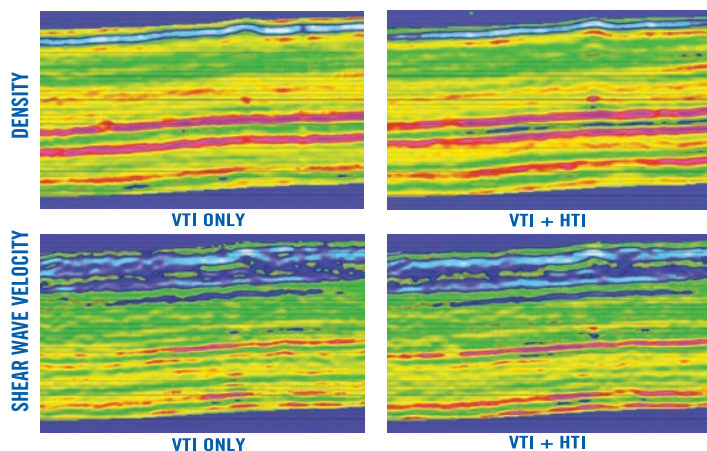 DENSITY
VTI ONLY
VTI + HTI
SHEAR WAVE VELOCITY
VTI ONLY
VTI + HTI